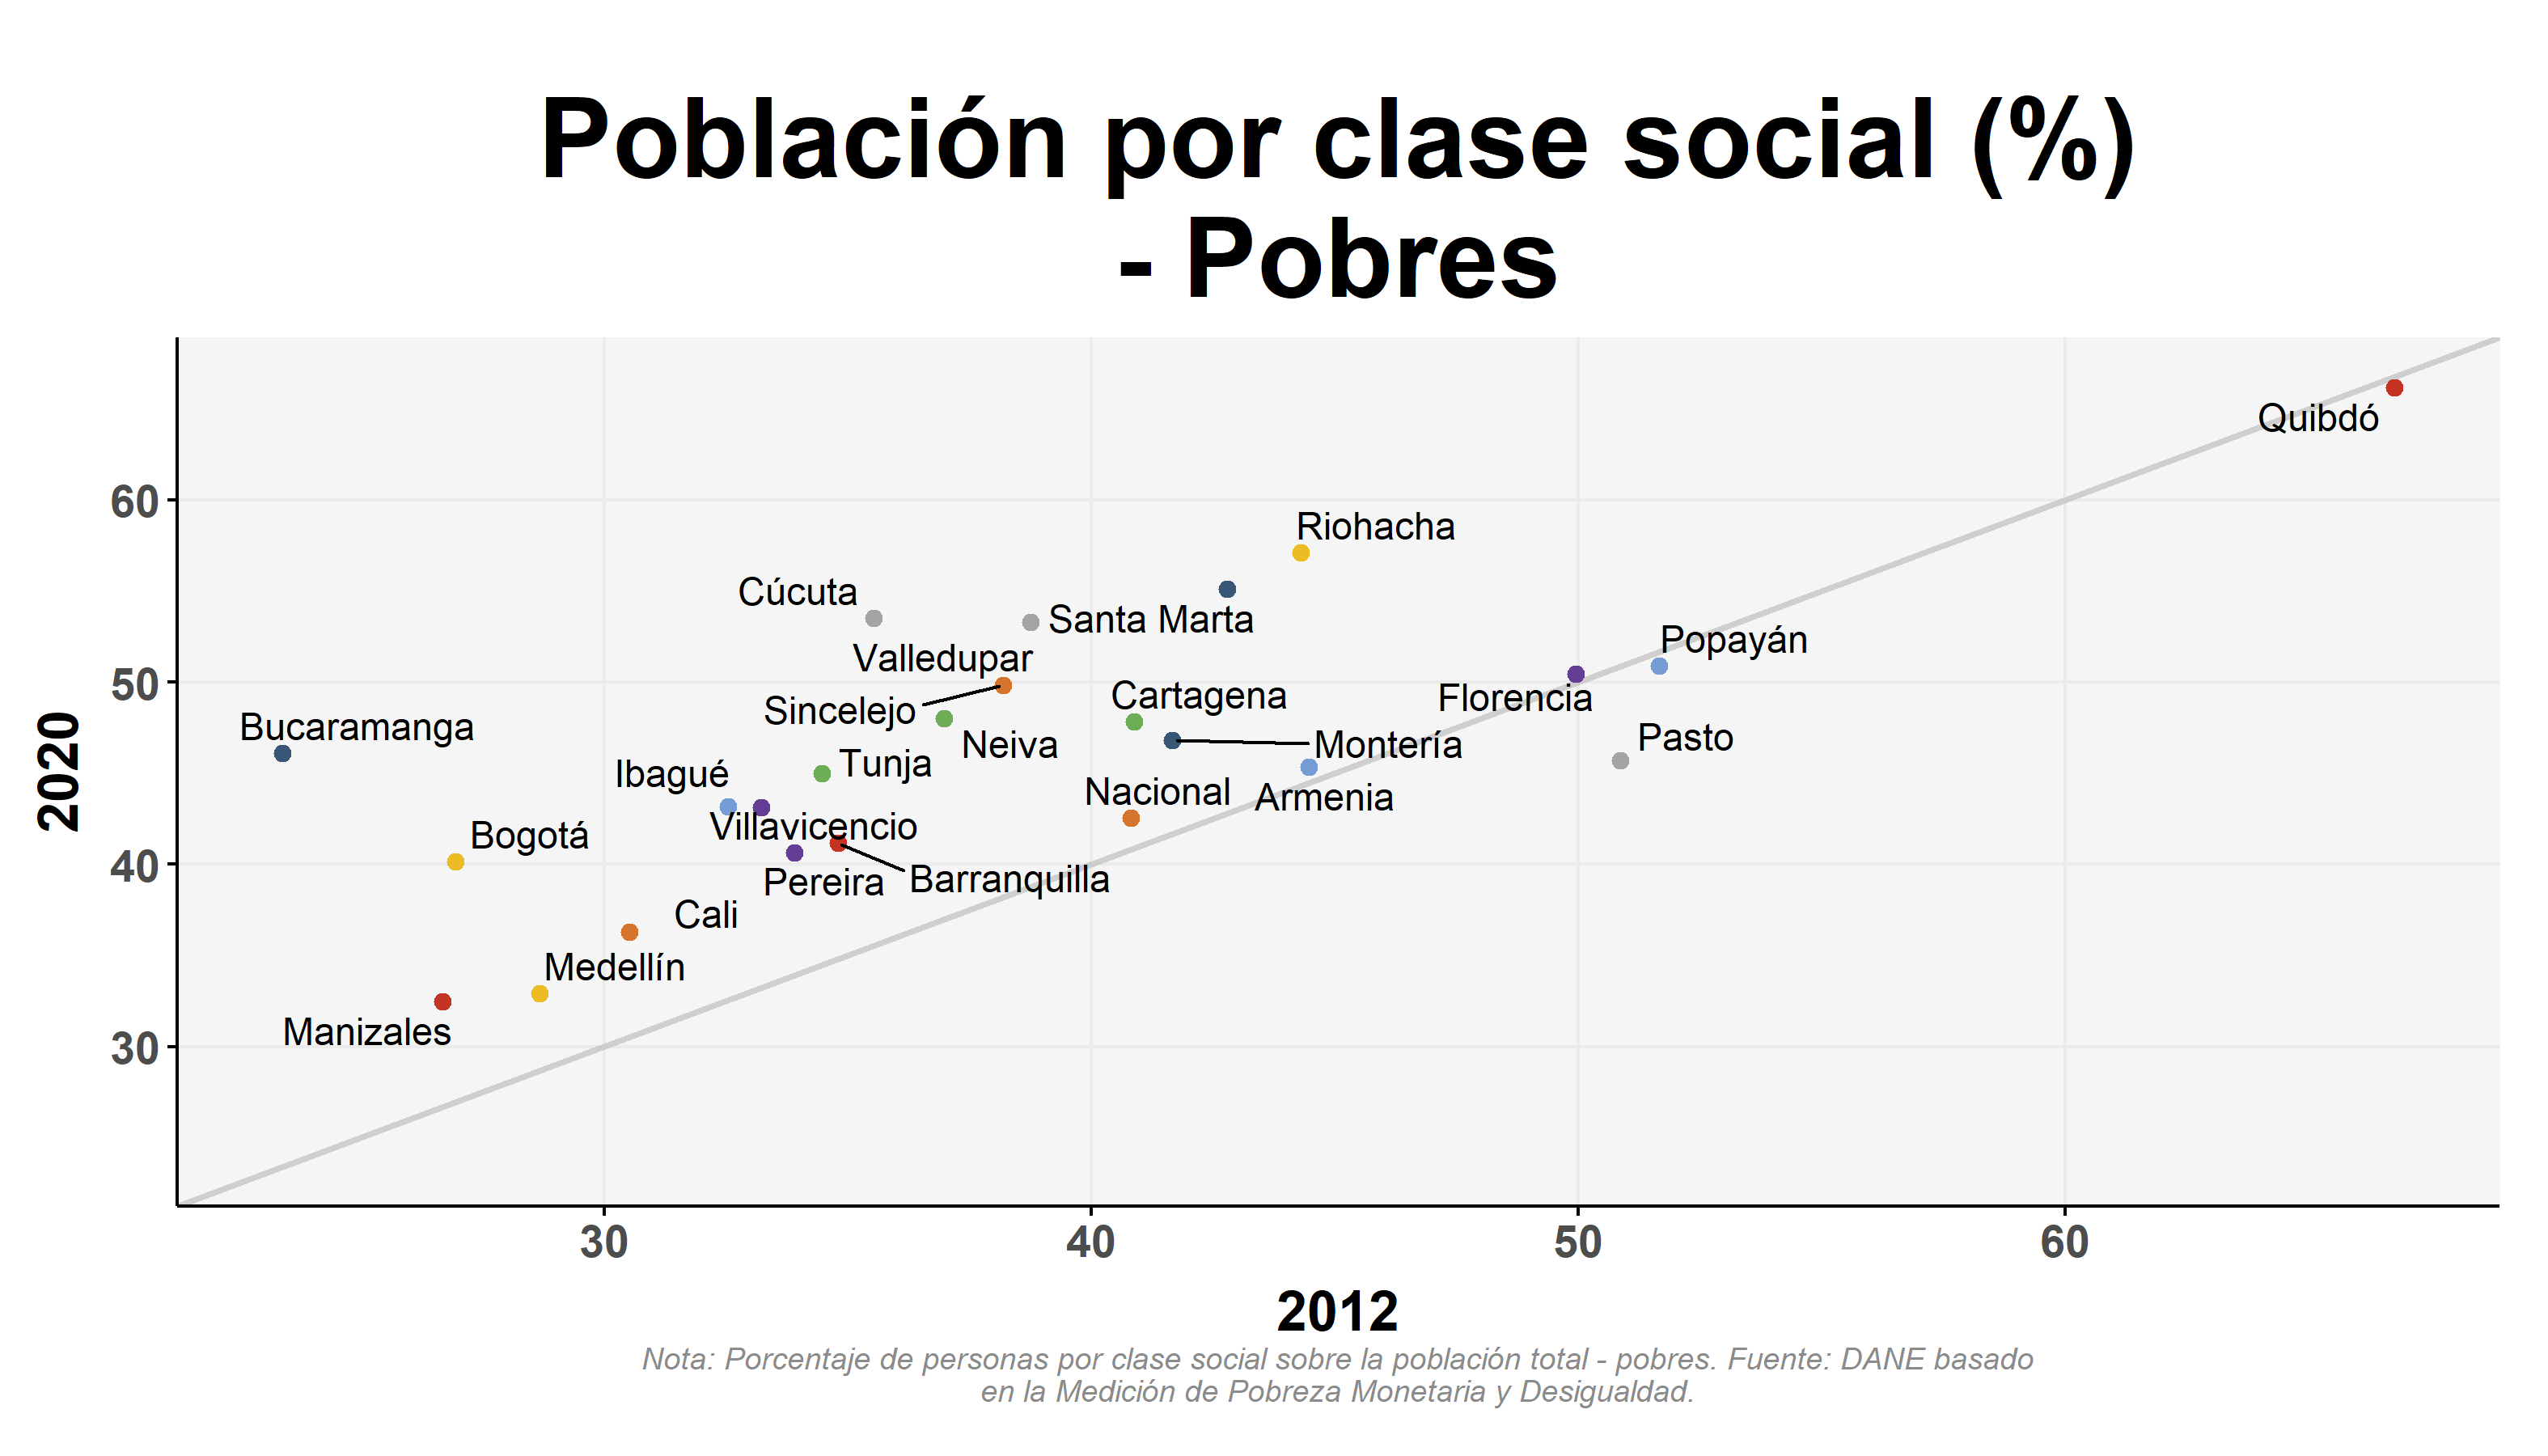 Población por clase social (%)
- Pobres
2020
60
50
40
30
Quibdó
Riohacha
Cúcuta
Santa Marta
Popayán
Valledupar
Cartagena
Florencia
Sincelejo
Bucaramanga
Neiva
Montería
Pasto
Tunja
Ibagué
Nacional
Armenia
Villavicencio
Bogotá
Pereira
Barranquilla
Cali
Medellín
Manizales
30
40
50
60
2012
Nota: Porcentaje de personas por clase social sobre la población total - pobres. Fuente: DANE basado
en la Medición de Pobreza Monetaria y Desigualdad.